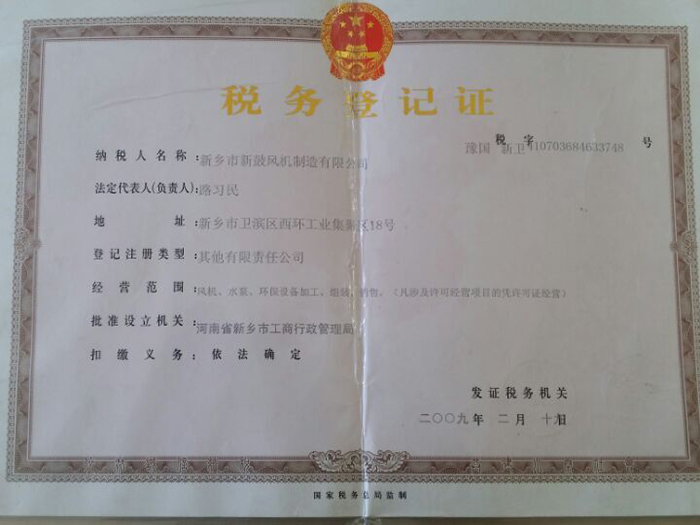 税务登记证
豫国 税 字 新卫 410703684633748 号
纳税人名称:新乡市新鼓风机制造有限公司
法定代表人(负责人):路习民
地 址:新乡市卫滨区西环工业集聚区18号
登记注册类型:其他有限责任公司
经营范围:风机、水泵、环保设备加工、组装、销售。(凡涉及许可经营项目的凭许可证经营)
批准设立机关:河南省新乡市工商行政管理局
扣缴义务:依法确定
发证税务机关
二〇〇九年 二 月 十 日
国家税务总局监制